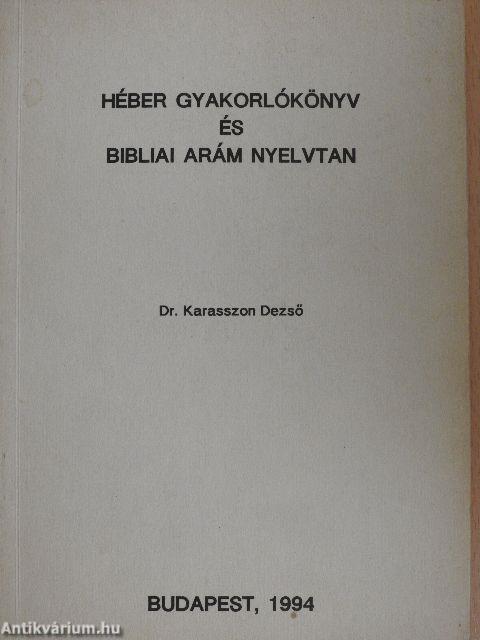 HÉBER GYAKORLÓKÖNYV
ÉS
BIBLIAI ARÁM NYELVTAN
Dr. Karasszon Dezső
BUDAPEST, 1994
Antikvárium.hu